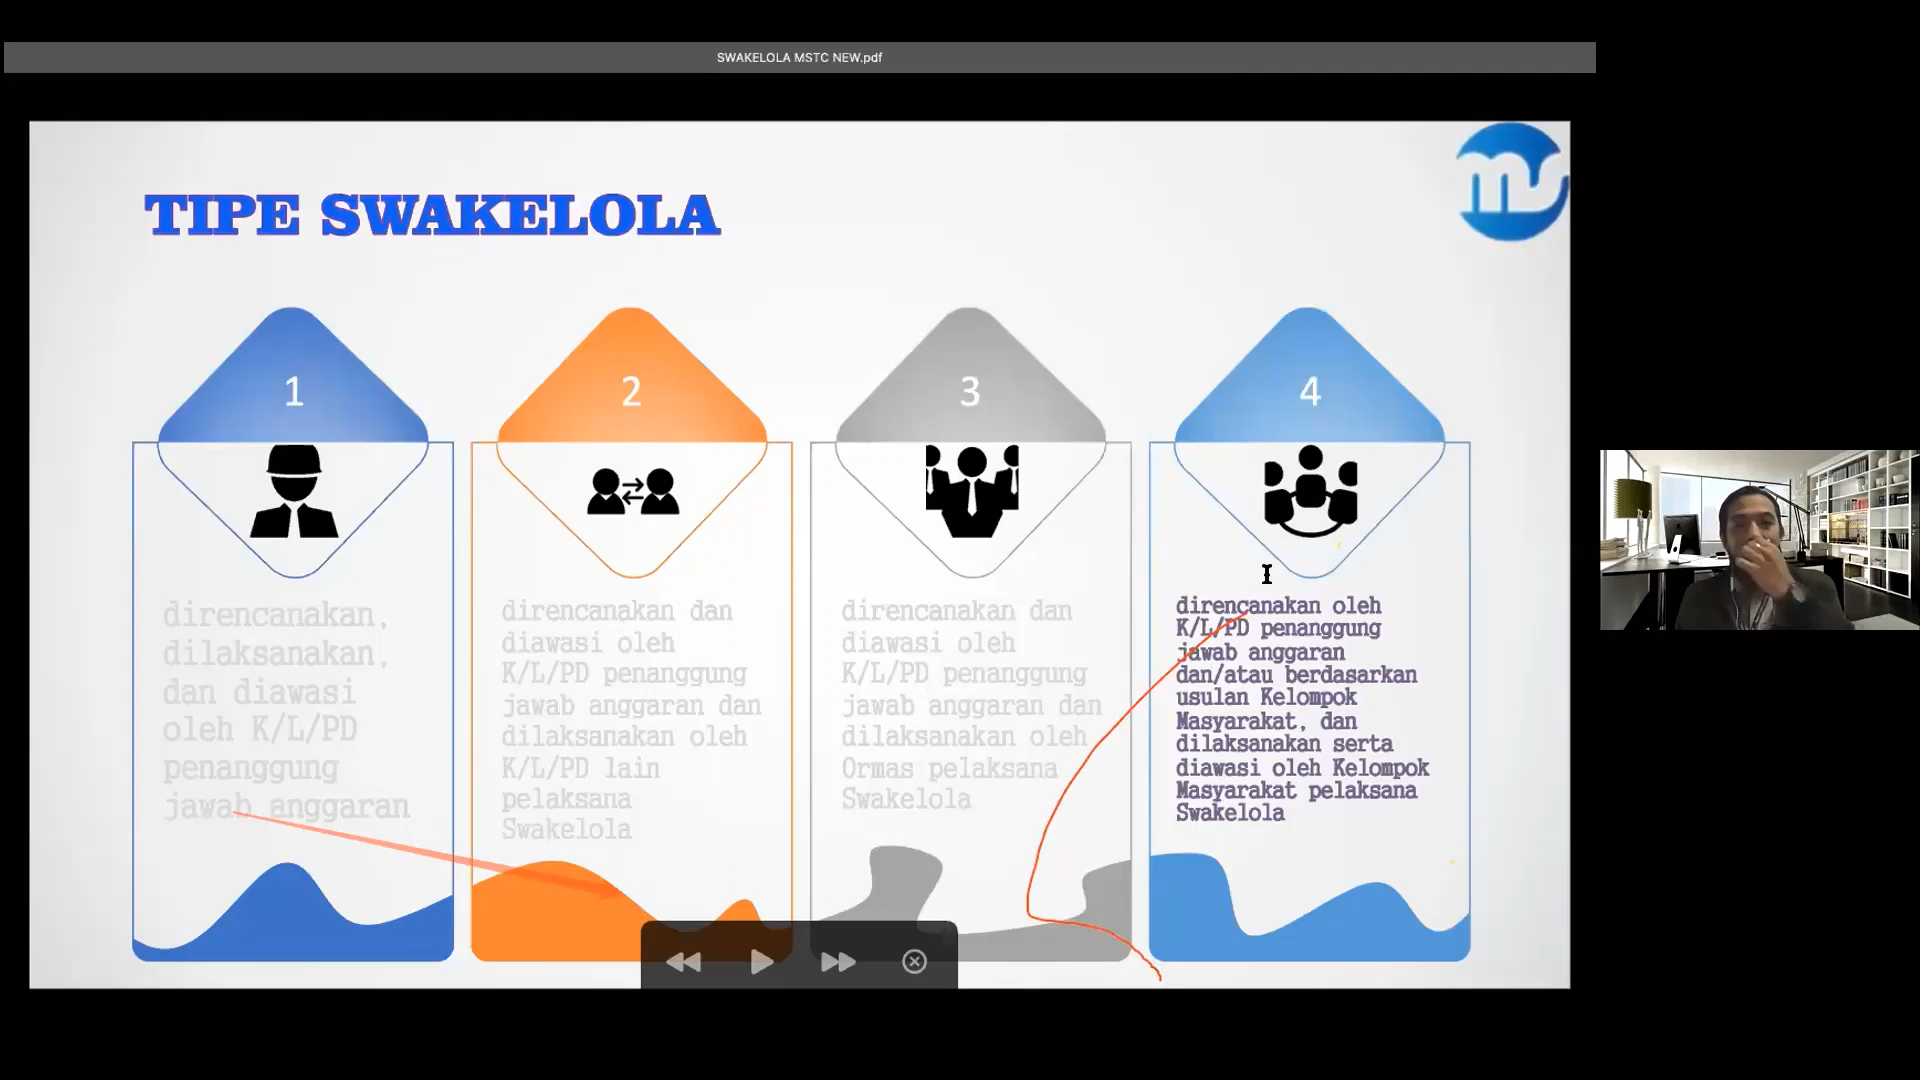 SWAKELOLA MSTC NEW.pdf
ms
TIPE SWAKELOLA
1
direncanakan,
dilaksanakan,
dan diawasi
oleh K/L/PD
penanggung
jawab anggaran
2
direncanakan dan
diawasi oleh
K/L/PD penanggung
jawab anggaran dan
dilaksanakan oleh
K/L/PD lain
pelaksana
Swakelola
3
direncanakan dan
diawasi oleh
K/L/PD penanggung
jawab anggaran dan
dilaksanakan oleh
Ormas pelaksana
Swakelola
4
direncanakan oleh
K/L/PD penanggung
jawab anggaran
dan/atau berdasarkan
usulan Kelompok
Masyarakat, dan
dilaksanakan serta
diawasi oleh Kelompok
Masyarakat pelaksana
Swakelola